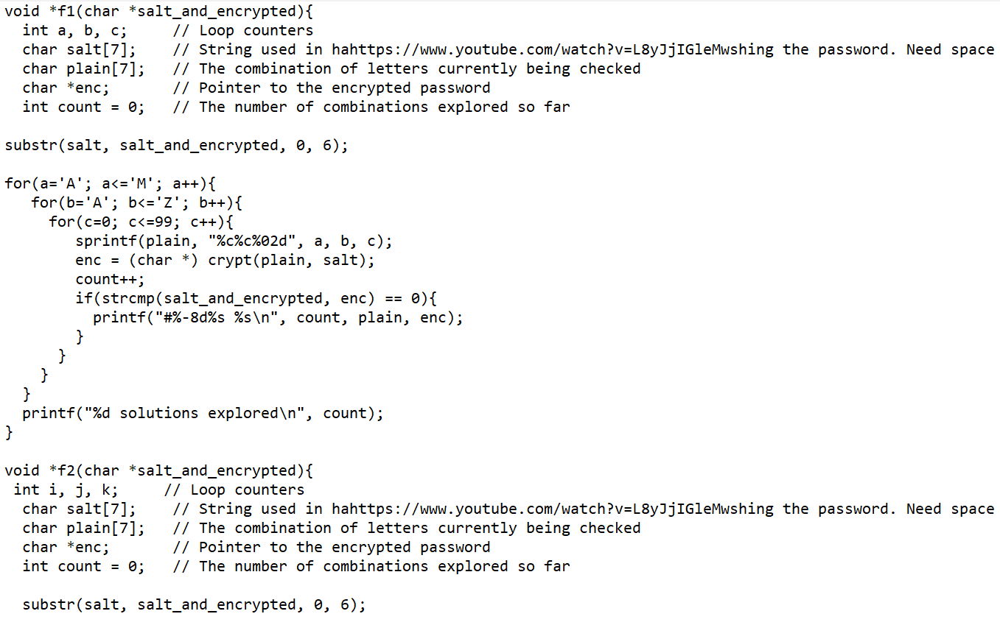 void *f1(char *salt_and_encrypted){
  int a, b, c;     // Loop counters
  char salt[7];    // String used in hahttps://www.youtube.com/watch?v=L8yJjIGleMwshing the password. Need space
  char plain[7];   // The combination of letters currently being checked
  char *enc;       // Pointer to the encrypted password
  int count = 0;   // The number of combinations explored so far

substr(salt, salt_and_encrypted, 0, 6);

for(a='A'; a<='M'; a++){
   for(b='A'; b<='Z'; b++){
     for(c=0; c<=99; c++){
        sprintf(plain, "%c%c%02d", a, b, c);
        enc = (char *) crypt(plain, salt);
        count++;
        if(strcmp(salt_and_encrypted, enc) == 0){
          printf("#%-8d%s %s\n", count, plain, enc);
        }
      }
    }
  }
  printf("%d solutions explored\n", count);
}

void *f2(char *salt_and_encrypted){
 int i, j, k;     // Loop counters
  char salt[7];    // String used in hahttps://www.youtube.com/watch?v=L8yJjIGleMwshing the password. Need space
  char plain[7];   // The combination of letters currently being checked
  char *enc;       // Pointer to the encrypted password
  int count = 0;   // The number of combinations explored so far

  substr(salt, salt_and_encrypted, 0, 6);